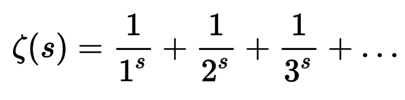 ζ(s) = 1/1^s + 1/2^s + 1/3^s + ...